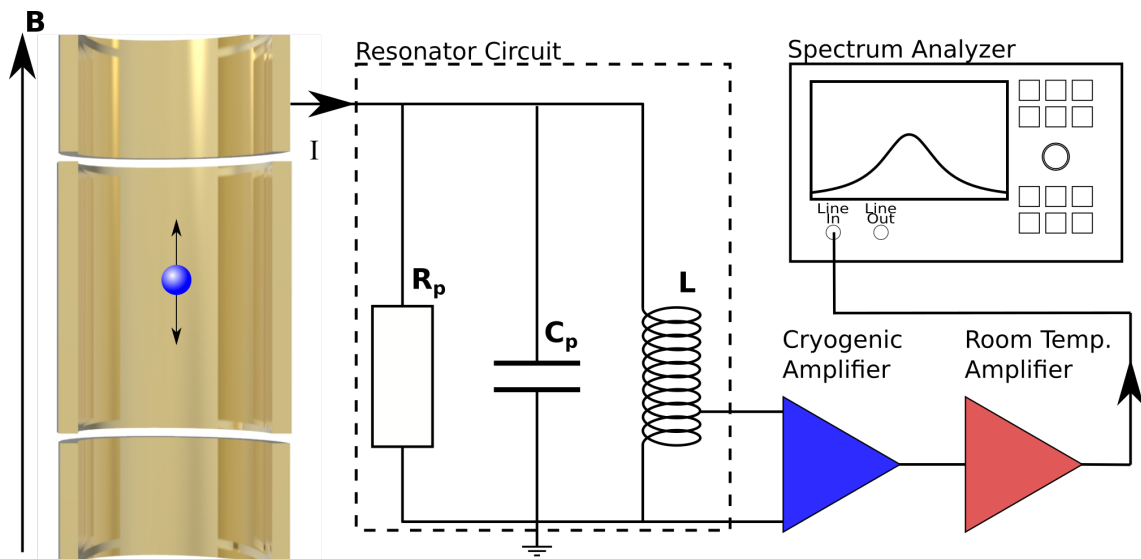 B
Resonator Circuit
Spectrum Analyzer
I
Line
In
Line
Out
Rp
Cp
L
Cryogenic
Amplifier
Room Temp.
Amplifier